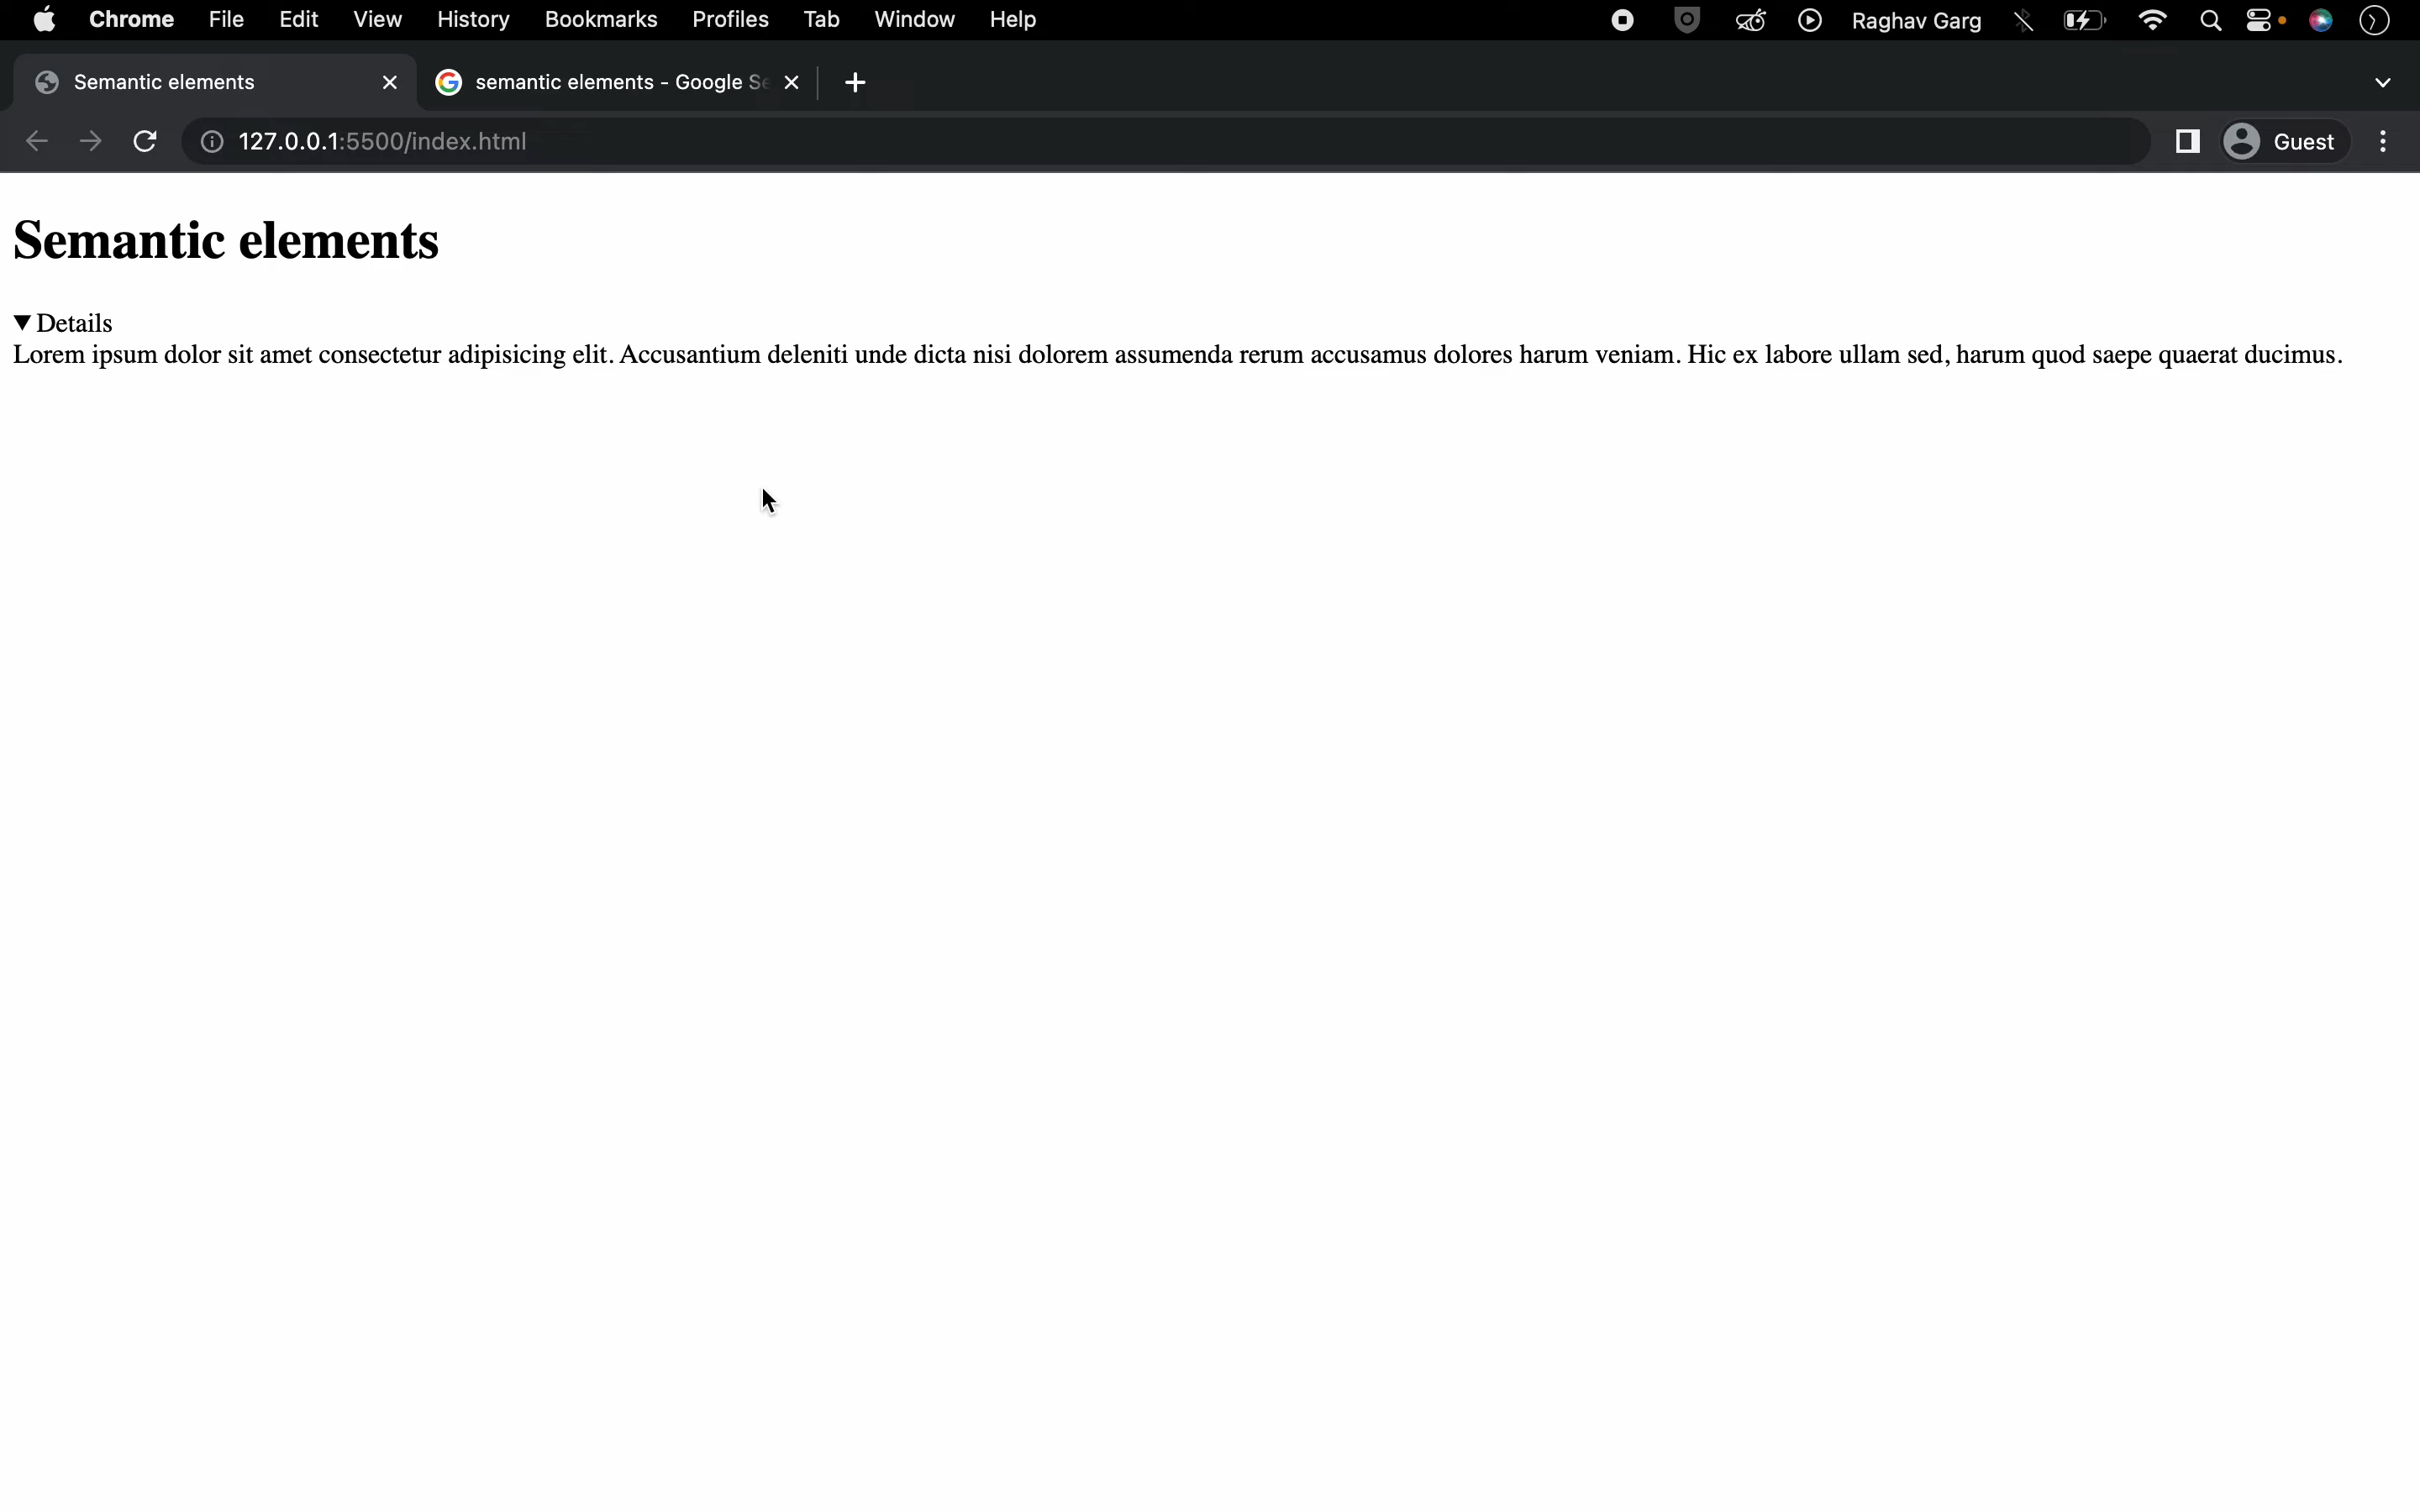 Chrome File Edit View History Bookmarks Profiles Tab Window Help Raghav Garg
Semantic elements semantic elements - Google Se
127.0.0.1:5500/index.html Guest
Semantic elements
Details
Lorem ipsum dolor sit amet consectetur adipisicing elit. Accusantium deleniti unde dicta nisi dolorem assumenda rerum accusamus dolores harum veniam. Hic ex labore ullam sed, harum quod saepe quaerat ducimus.